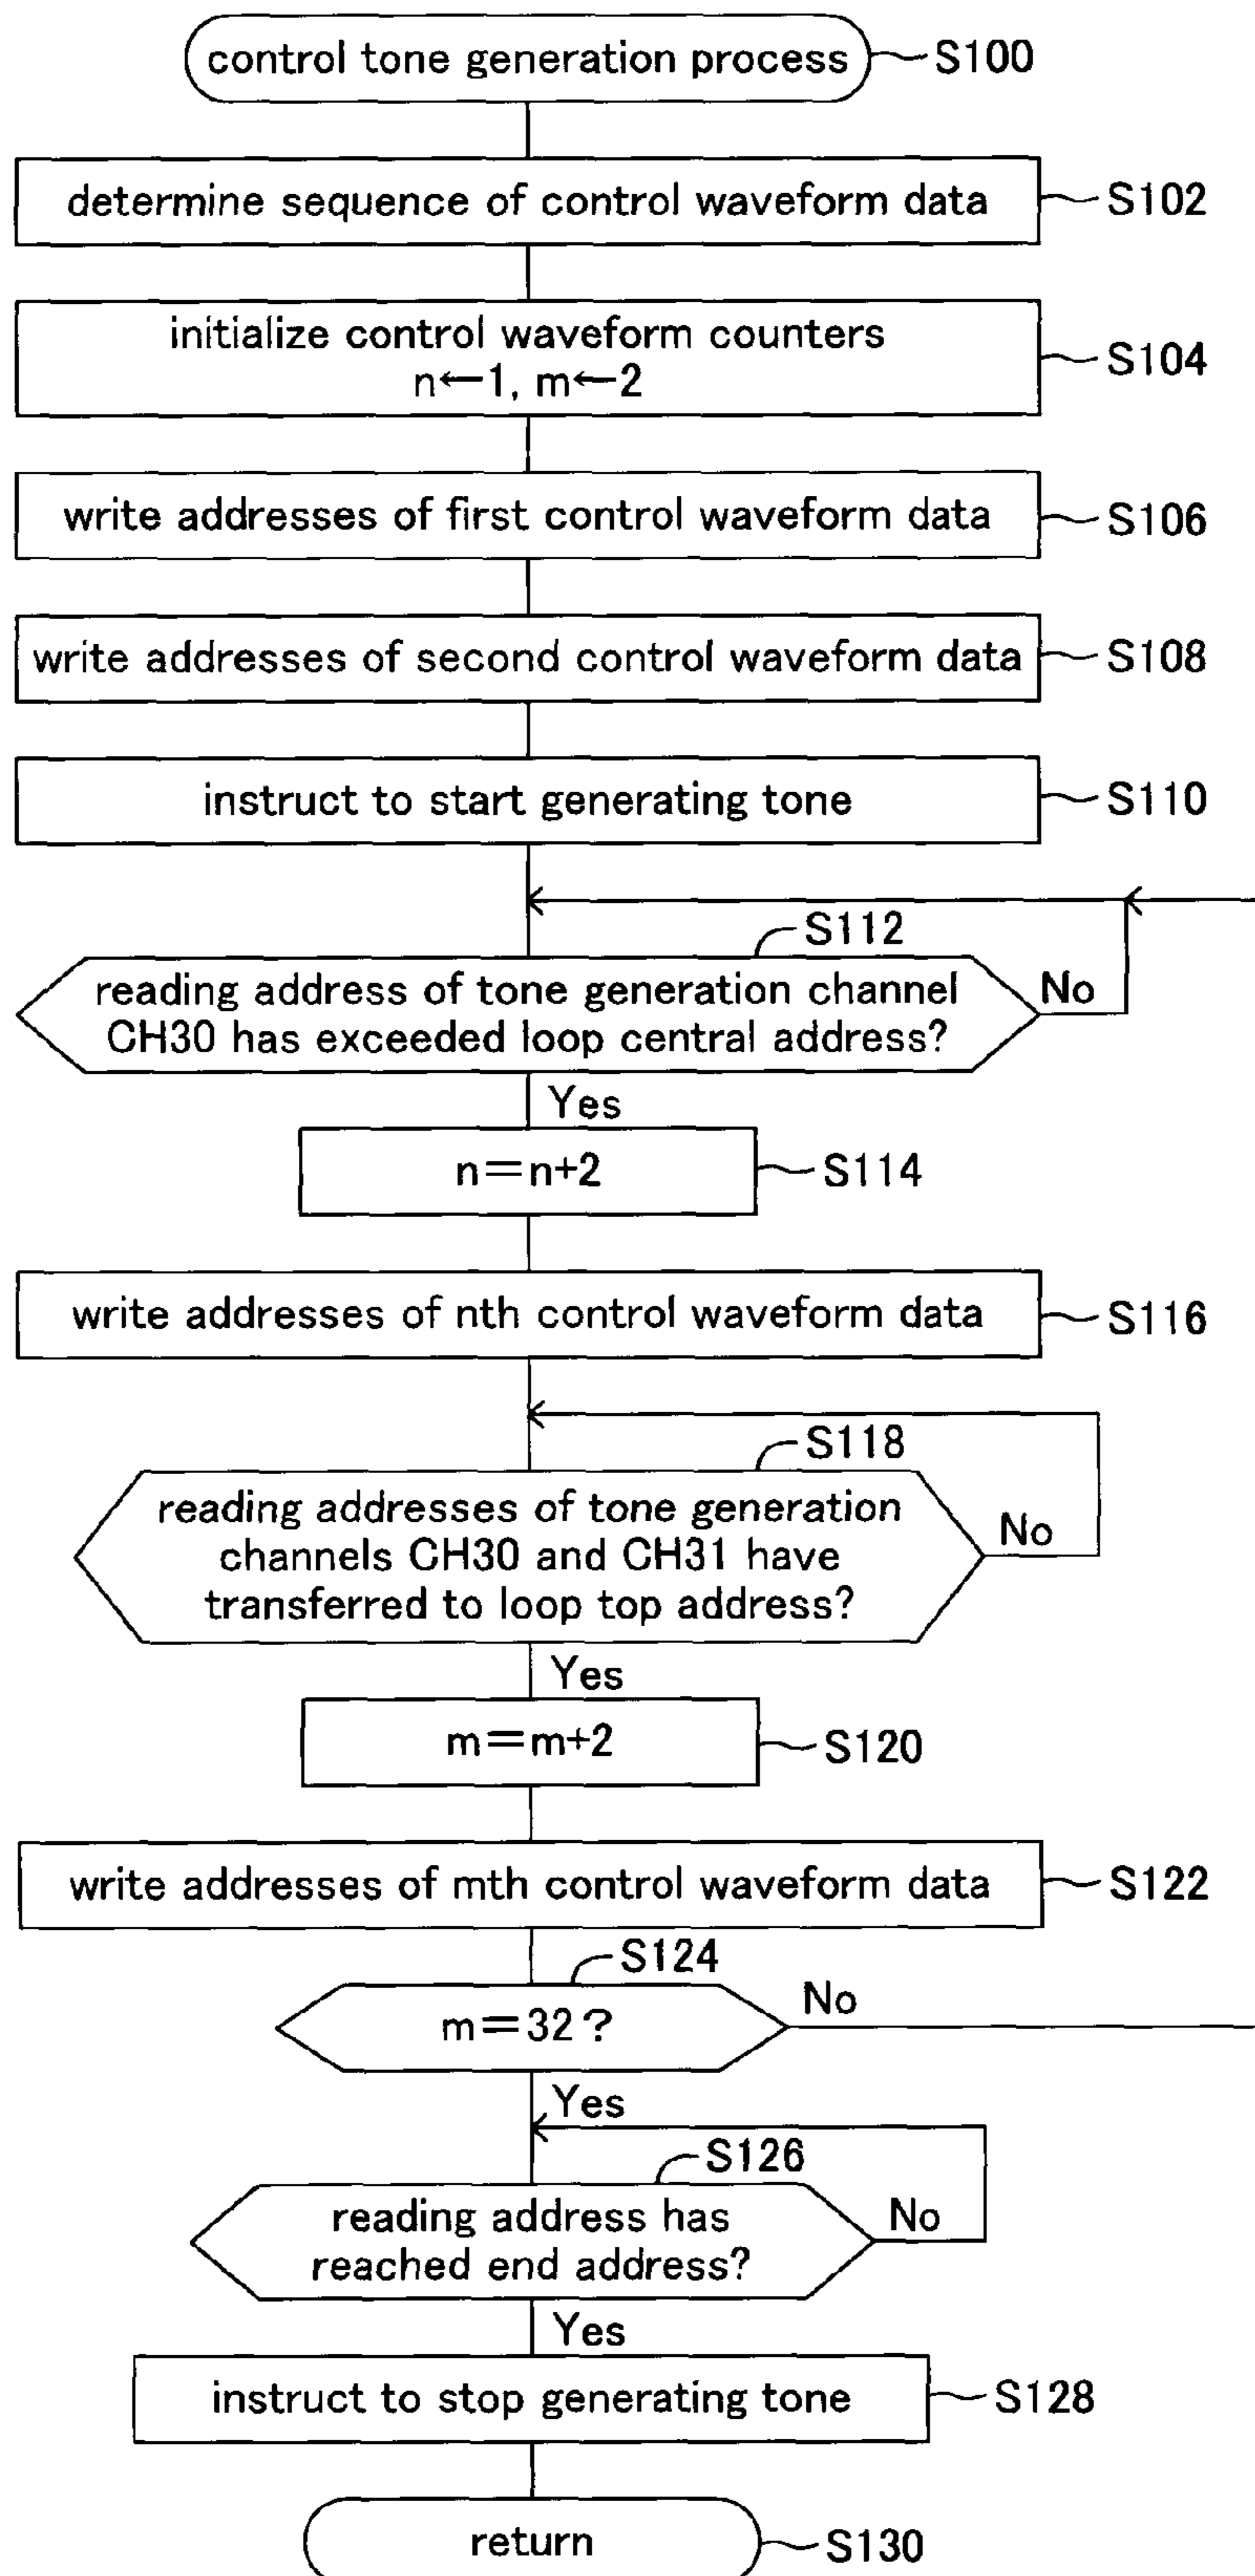 control tone generation process
S100
determine sequence of control waveform data
S102
initialize control waveform counters
n←1, m←2
S104
write addresses of first control waveform data
S106
write addresses of second control waveform data
S108
instruct to start generating tone
S110
S112
reading address of tone generation channel
CH30 has exceeded loop central address?
No
Yes
n=n+2
S114
write addresses of nth control waveform data
S116
S118
reading addresses of tone generation
channels CH30 and CH31 have
transferred to loop top address?
No
Yes
m=m+2
S120
write addresses of mth control waveform data
S122
S124
m=32?
No
Yes
S126
reading address has
reached end address?
No
Yes
instruct to stop generating tone
S128
return
S130